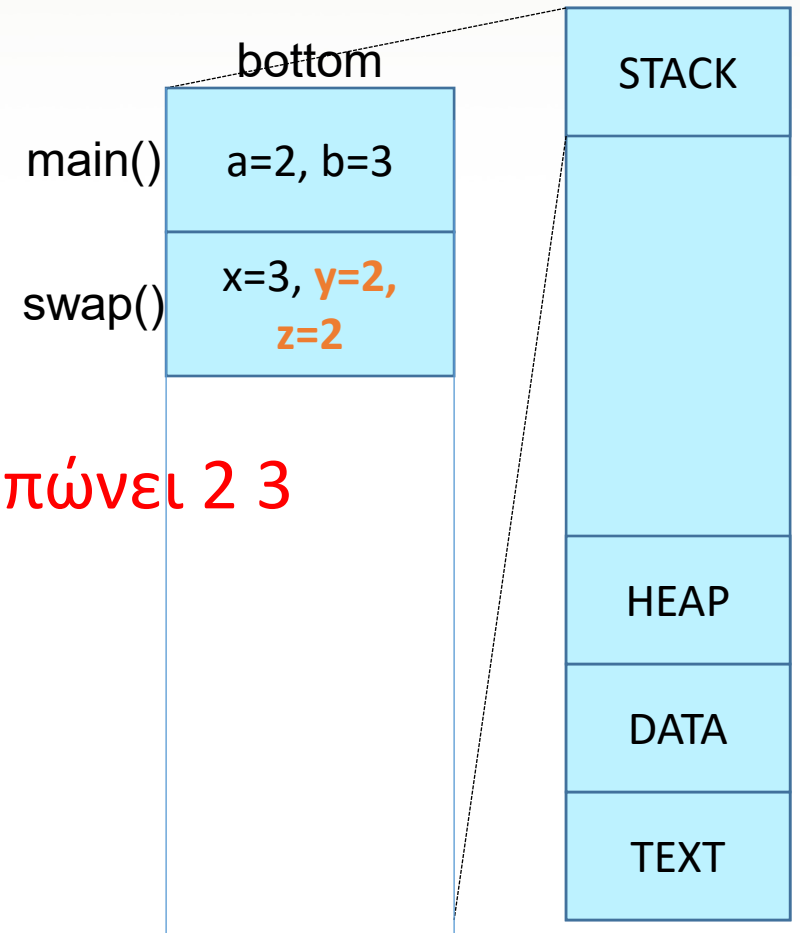 bottom
main()
a=2, b=3
swap()
x=3, y=2,
z=2
πώνει 2 3
STACK
HEAP
DATA
TEXT